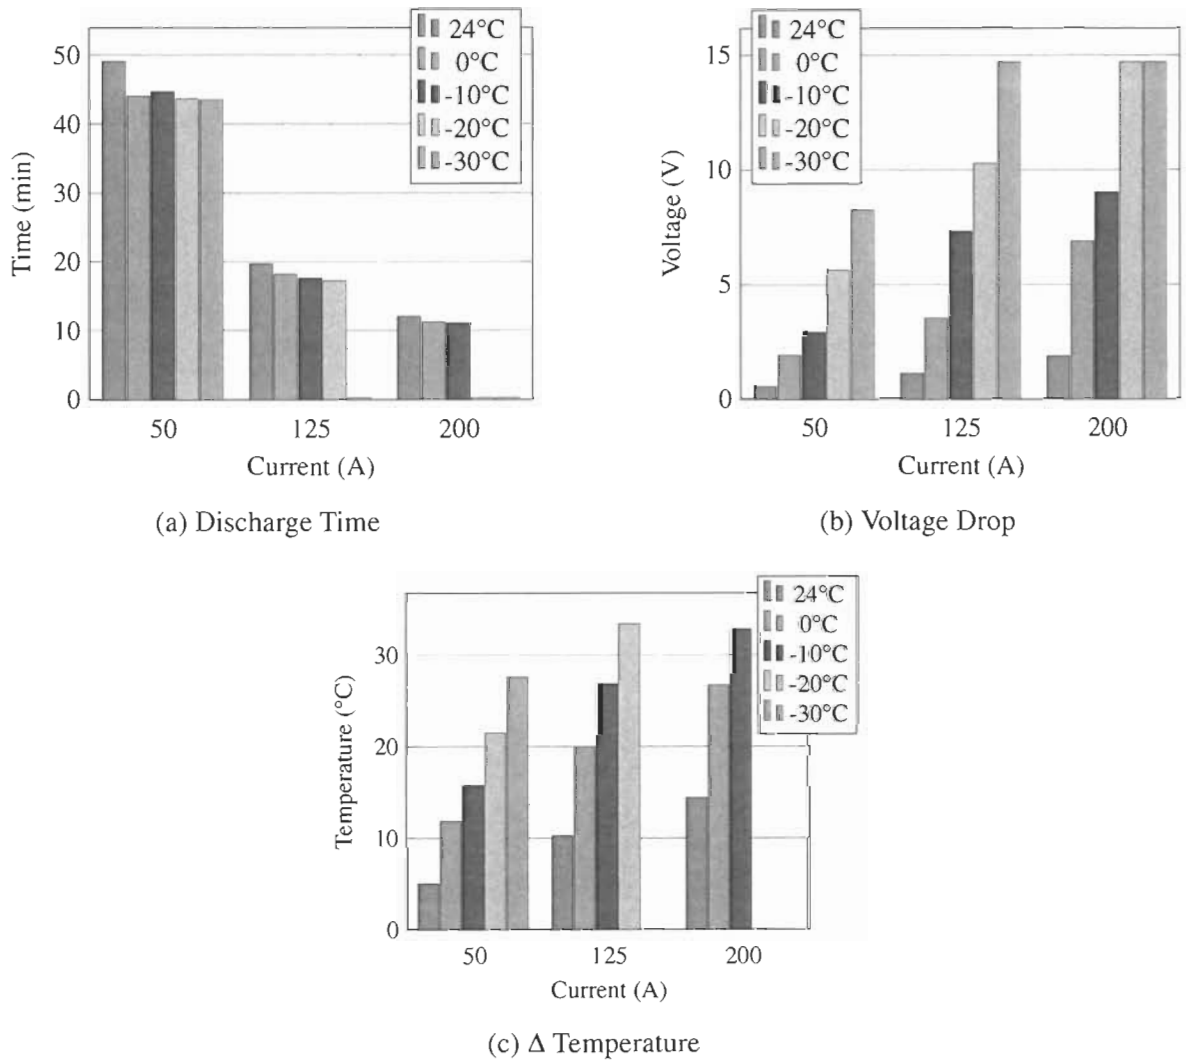 24°C
0°C
-10°C
-20°C
-30°C
50
40
30
20
10
0
Time (min)
50 125 200
Current (A)
(a) Discharge Time
24°C
0°C
-10°C
-20°C
-30°C
15
10
5
0
Voltage (V)
50 125 200
Current (A)
(b) Voltage Drop
24°C
0°C
-10°C
-20°C
-30°C
30
20
10
0
Temperature (°C)
50 125 200
Current (A)
(c) Δ Temperature